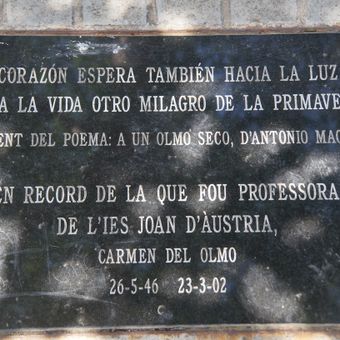 CORAZÓN ESPERA TAMBIÉN HACIA LA LUZ
A LA VIDA OTRO MILAGRO DE LA PRIMAVE
ENT DEL POEMA: A UN OLMO SECO, D'ANTONIO MAC
EN RECORD DE LA QUE FOU PROFESSORA
DE L'IES JOAN D'ÀUSTRIA,
CARMEN DEL OLMO
26-5-46 23-3-02